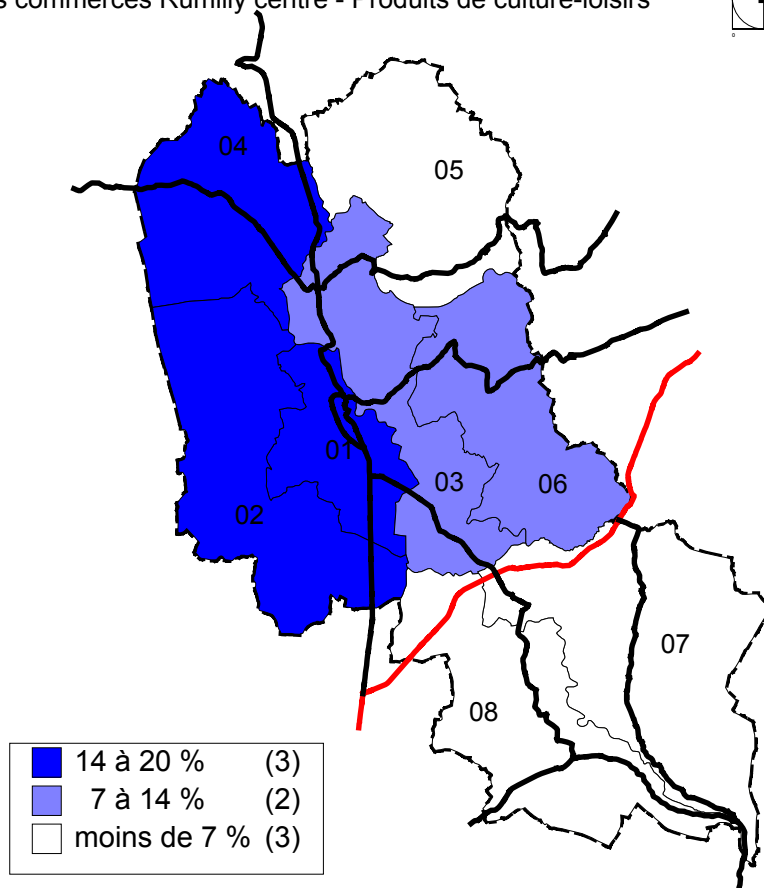 commerces Rumilly centre - Produits de culture-loisirs
0
04
05
01
03
06
02
07
08
14 à 20 % (3)
7 à 14 % (2)
moins de 7 % (3)